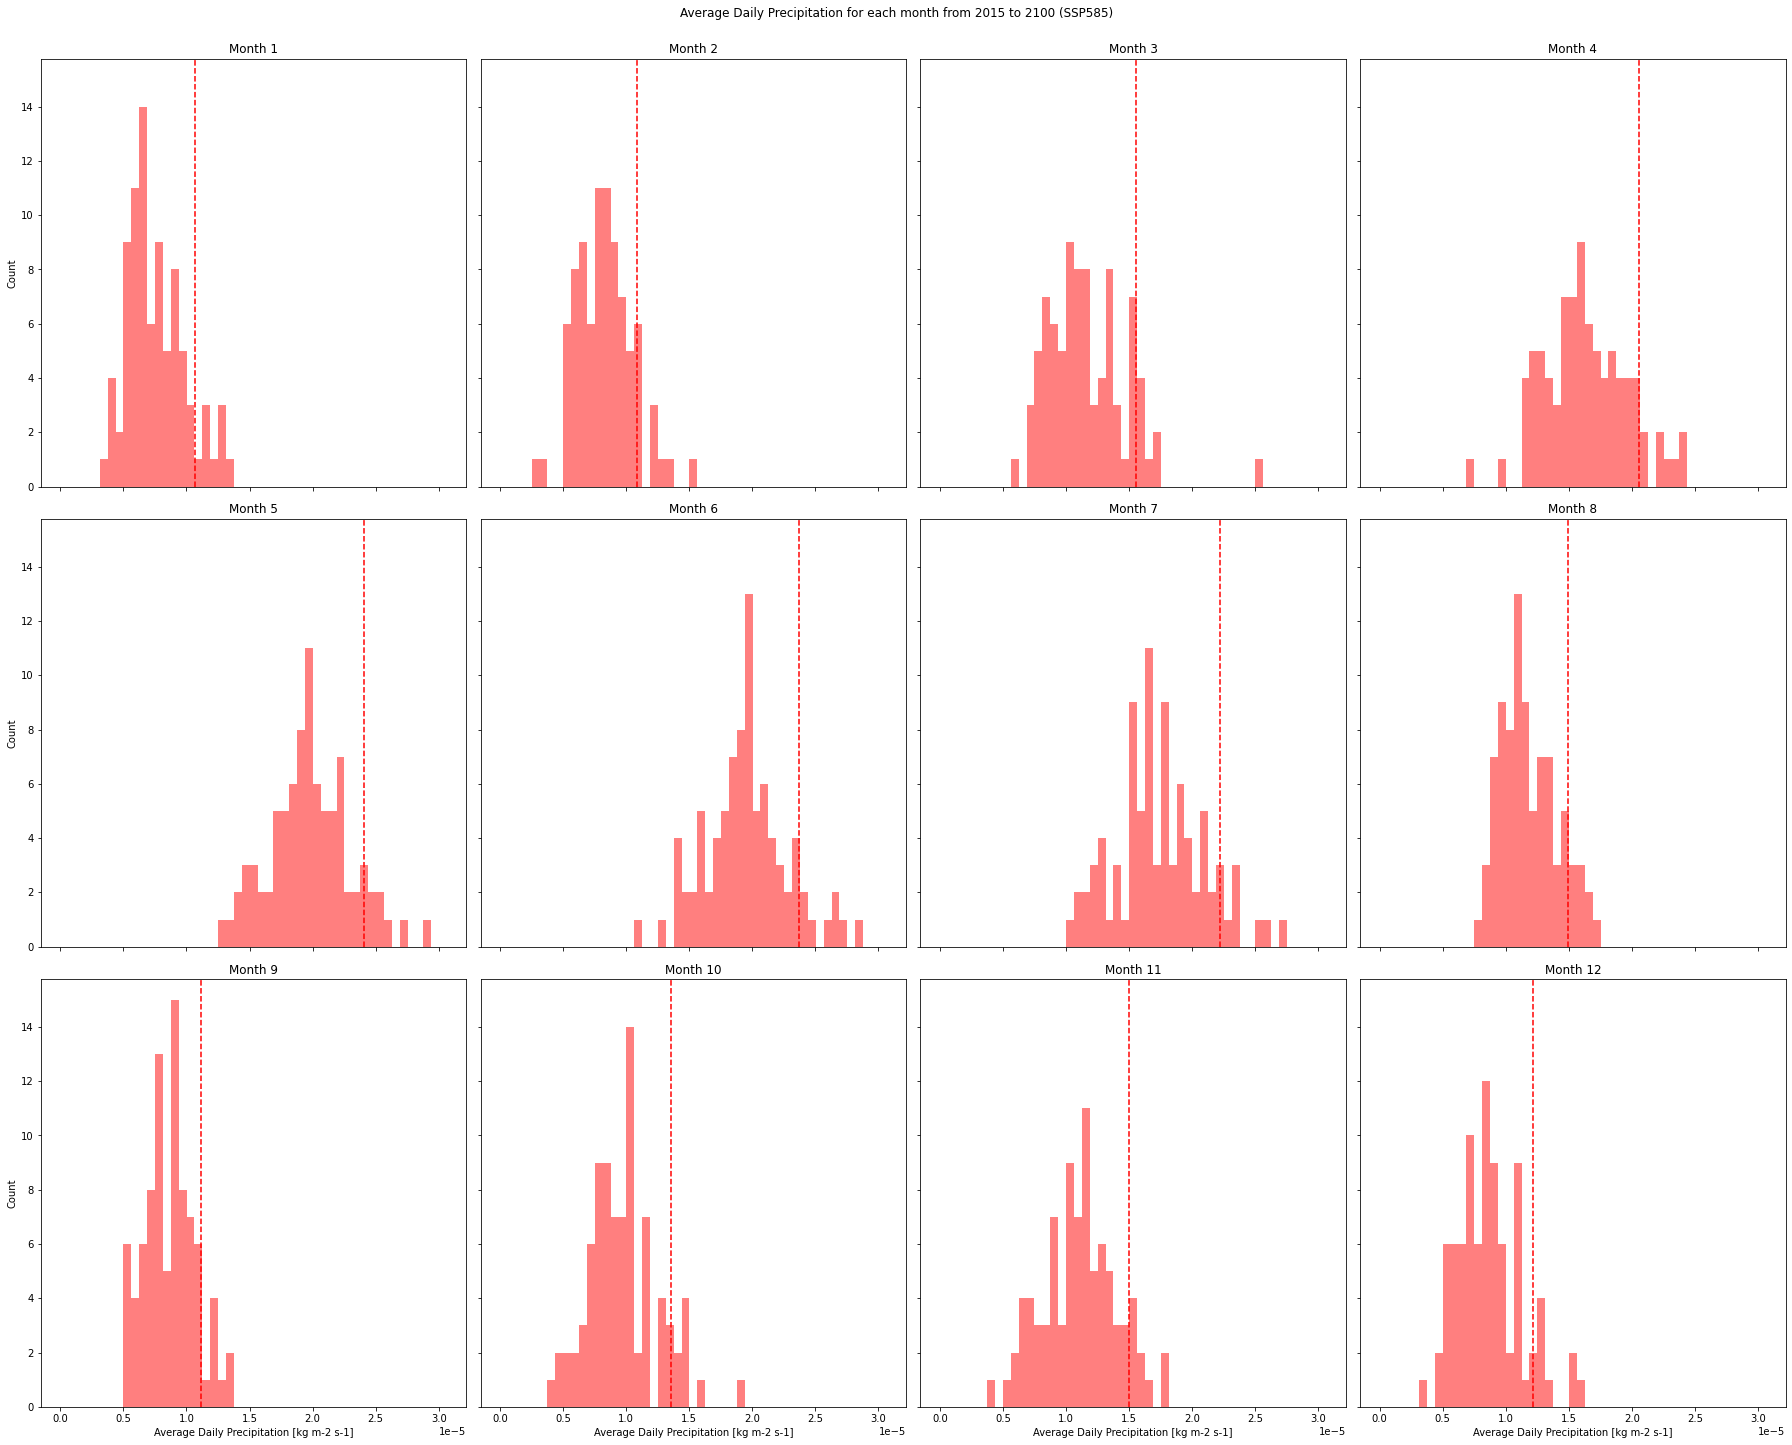 Average Daily Precipitation for each month from 2015 to 2100 (SSP585)
Month 1
Month 2
Month 3
Month 4
14
12
10
8
6
4
2
0
Count
Month 5
Month 6
Month 7
Month 8
14
12
10
8
6
4
2
0
Count
Month 9
Month 10
Month 11
Month 12
14
12
10
8
6
4
2
0
Count
0.0 0.5 1.0 1.5 2.0 2.5 3.0
Average Daily Precipitation [kg m-2 s-1]
1e−5
0.0 0.5 1.0 1.5 2.0 2.5 3.0
Average Daily Precipitation [kg m-2 s-1]
1e−5
0.0 0.5 1.0 1.5 2.0 2.5 3.0
Average Daily Precipitation [kg m-2 s-1]
1e−5
0.0 0.5 1.0 1.5 2.0 2.5 3.0
Average Daily Precipitation [kg m-2 s-1]
1e−5